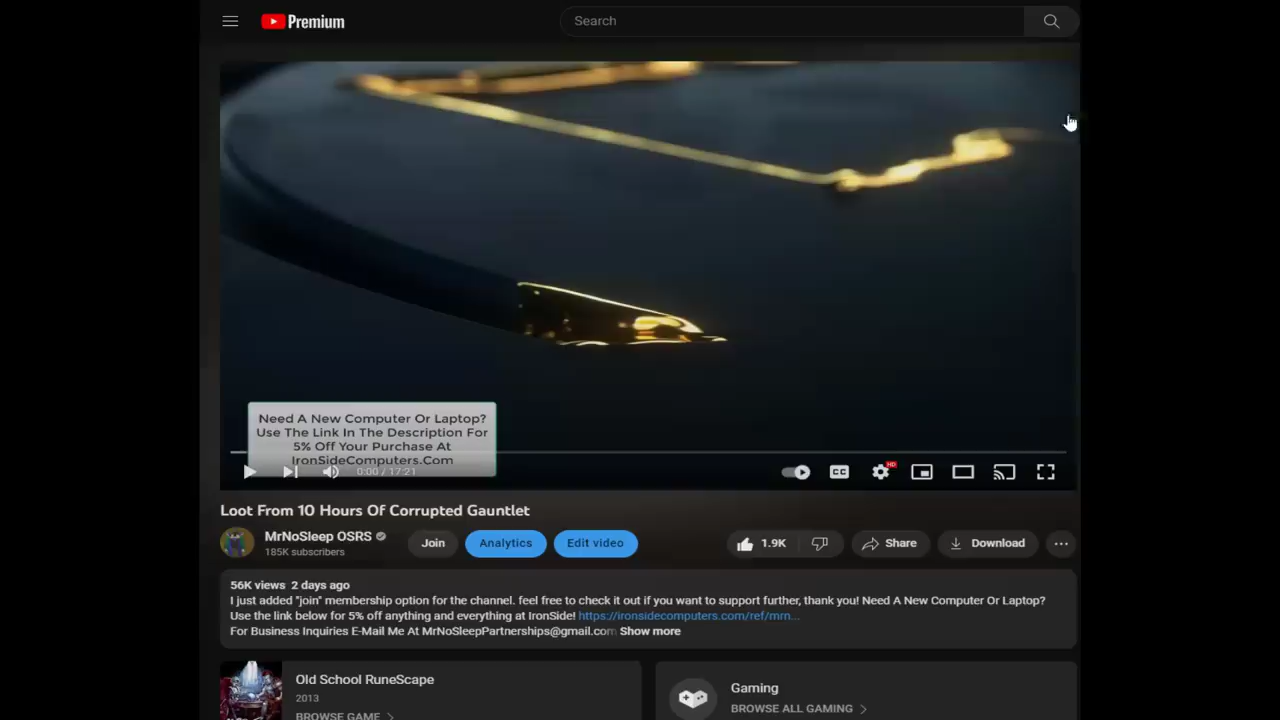 Premium
Search
Need A New Computer Or Laptop?
Use The Link In The Description For
5% Off Your Purchase At
IronSideComputers.Com
0:00 / 17:21
CC
HD
Loot From 10 Hours Of Corrupted Gauntlet
MrNoSleep OSRS
185K subscribers
Join
Analytics
Edit video
1.9K
Share
Download
56K views 2 days ago
I just added "join" membership option for the channel. feel free to check it out if you want to support further, thank you! Need A New Computer Or Laptop?
Use the link below for 5% off anything and everything at IronSide! https://ironsidecomputers.com/ref/mrn...
For Business Inquiries E-Mail Me At MrNoSleepPartnerships@gmail.com Show more
Old School RuneScape
2013
BROWSE GAME
Gaming
BROWSE ALL GAMING